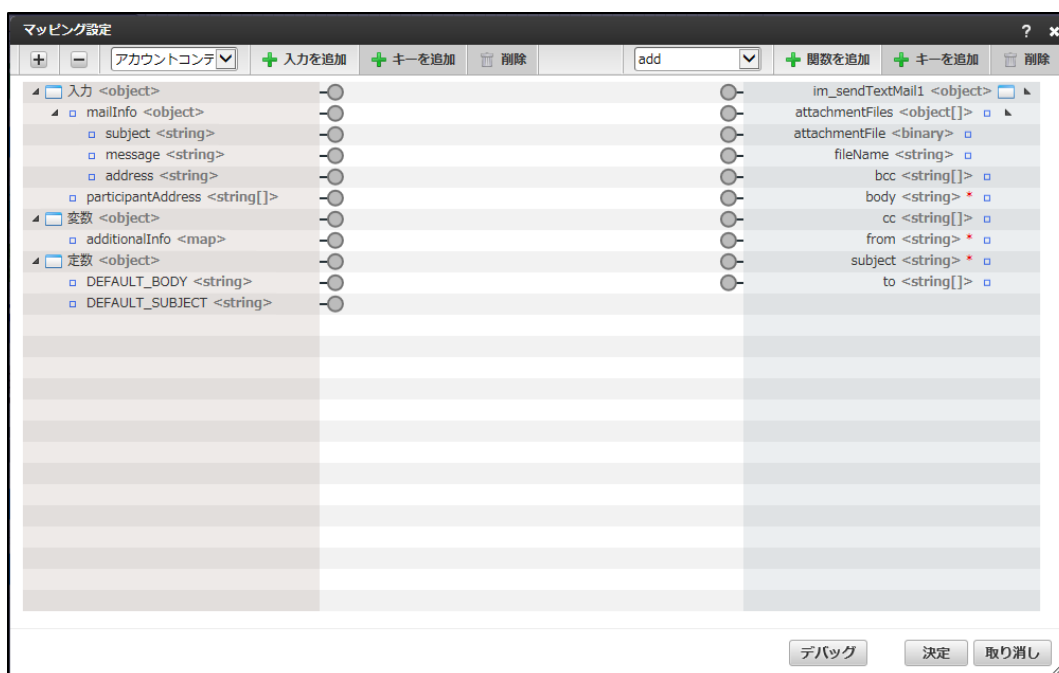 マッピング設定 ? ×
アカウントコンテ 入力を追加 キーを追加 削除 add 関数を追加 キーを追加 削除
入力 <object> im_sendTextMail1 <object>
mailInfo <object> attachmentFiles <object[]>
subject <string> attachmentFile <binary>
message <string> fileName <string>
address <string> bcc <string[]>
participantAddress <string[]> body <string> *
変数 <object> cc <string[]>
additionalInfo <map> from <string> *
定数 <object> subject <string> *
DEFAULT_BODY <string> to <string[]>
DEFAULT_SUBJECT <string>
デバッグ 決定 取り消し